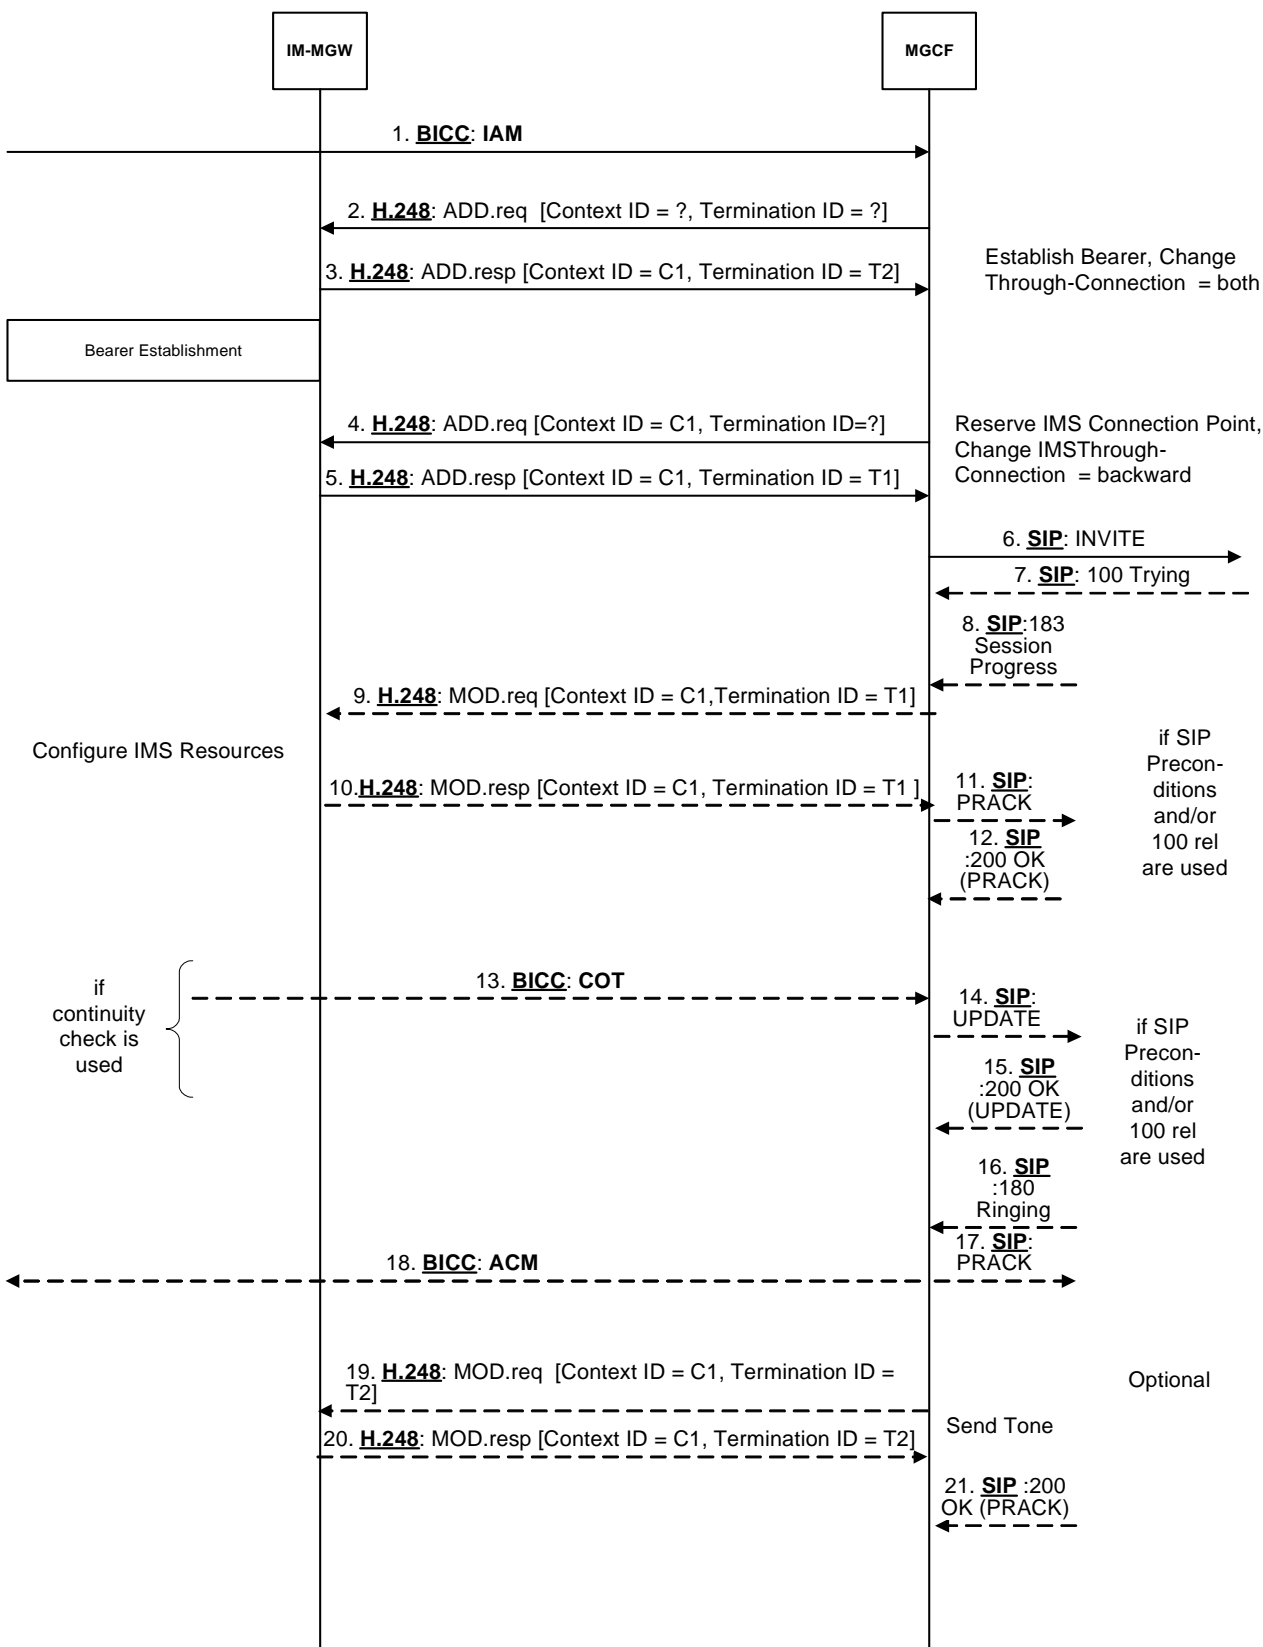 IM-MGW
MGCF
1. BICC: IAM
2. H.248: ADD.req [Context ID = ?, Termination ID = ?]
3. H.248: ADD.resp [Context ID = C1, Termination ID = T2]
Establish Bearer, Change
Through-Connection = both
Bearer Establishment
4. H.248: ADD.req [Context ID = C1, Termination ID=?]
5. H.248: ADD.resp [Context ID = C1, Termination ID = T1]
Reserve IMS Connection Point,
Change IMSThrough-
Connection = backward
6. SIP: INVITE
7. SIP: 100 Trying
8. SIP:183
Session
Progress
9. H.248: MOD.req [Context ID = C1,Termination ID = T1]
Configure IMS Resources
10.H.248: MOD.resp [Context ID = C1, Termination ID = T1 ]
11. SIP:
PRACK
12. SIP
:200 OK
(PRACK)
if SIP
Precon-
ditions
and/or
100 rel
are used
if
continuity
check is
used
13. BICC: COT
14. SIP:
UPDATE
15. SIP
:200 OK
(UPDATE)
if SIP
Precon-
ditions
and/or
100 rel
are used
16. SIP
:180
Ringing
17. SIP:
PRACK
18. BICC: ACM
19. H.248: MOD.req [Context ID = C1, Termination ID =
T2]
Optional
20. H.248: MOD.resp [Context ID = C1, Termination ID = T2]
Send Tone
21. SIP :200
OK (PRACK)